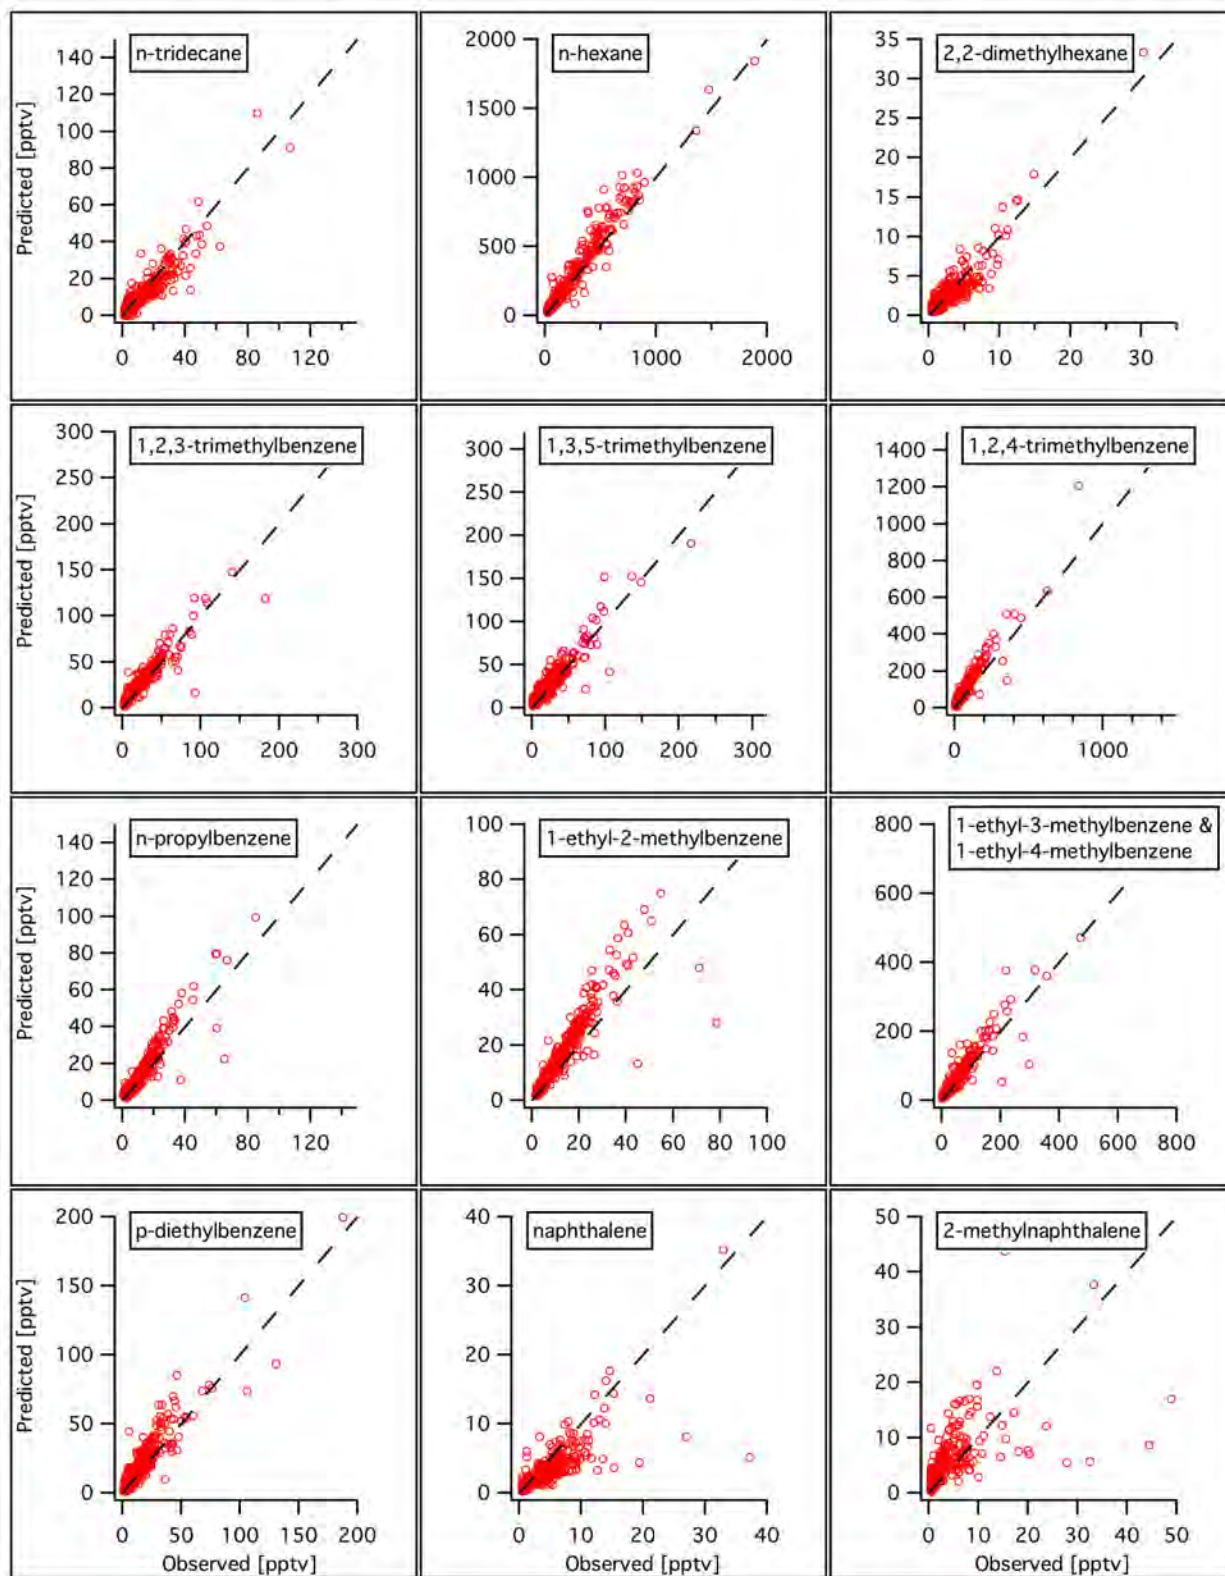 n-tridecane
140
120
100
80
60
40
20
0
0 40 80 120
Predicted [pptv]
n-hexane
2000
1500
1000
500
0
0 1000 2000
2,2-dimethylhexane
35
30
25
20
15
10
5
0
0 10 20 30
1,2,3-trimethylbenzene
300
250
200
150
100
50
0
0 100 200 300
Predicted [pptv]
1,3,5-trimethylbenzene
300
250
200
150
100
50
0
0 100 200 300
1,2,4-trimethylbenzene
1400
1200
1000
800
600
400
200
0
0 1000
n-propylbenzene
140
120
100
80
60
40
20
0
0 40 80 120
Predicted [pptv]
1-ethyl-2-methylbenzene
100
80
60
40
20
0
0 20 40 60 80 100
1-ethyl-3-methylbenzene &
1-ethyl-4-methylbenzene
800
600
400
200
0
0 200 400 600 800
p-diethylbenzene
200
150
100
50
0
0 50 100 150 200
Predicted [pptv]
Observed [pptv]
naphthalene
40
30
20
10
0
0 10 20 30 40
Observed [pptv]
2-methylnaphthalene
50
40
30
20
10
0
0 10 20 30 40 50
Observed [pptv]